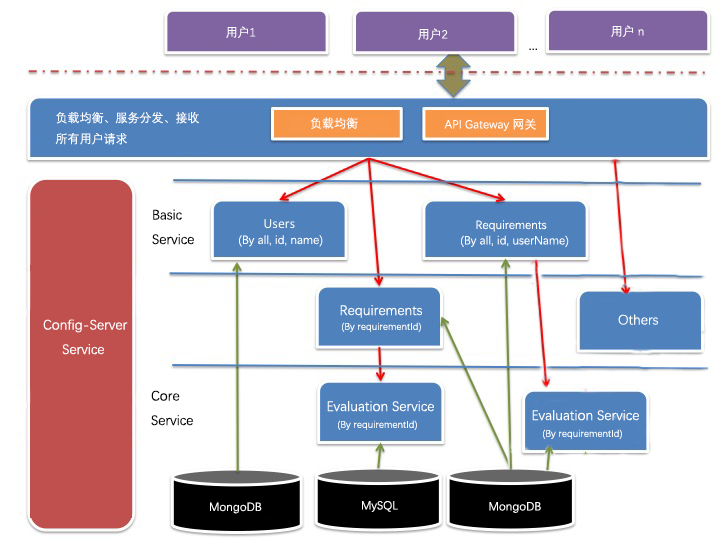 用户1
用户2
...
用户 n
负载均衡、服务分发、接收
所有用户请求
负载均衡
API Gateway 网关
Config-Server
Service
Basic
Service
Users
(By all, id, name)
Requirements
(By all, id, userName)
Requirements
(By requirementId)
Others
Core
Service
Evaluation Service
(By requirementId)
Evaluation Service
(By requirementId)
MongoDB
MySQL
MongoDB